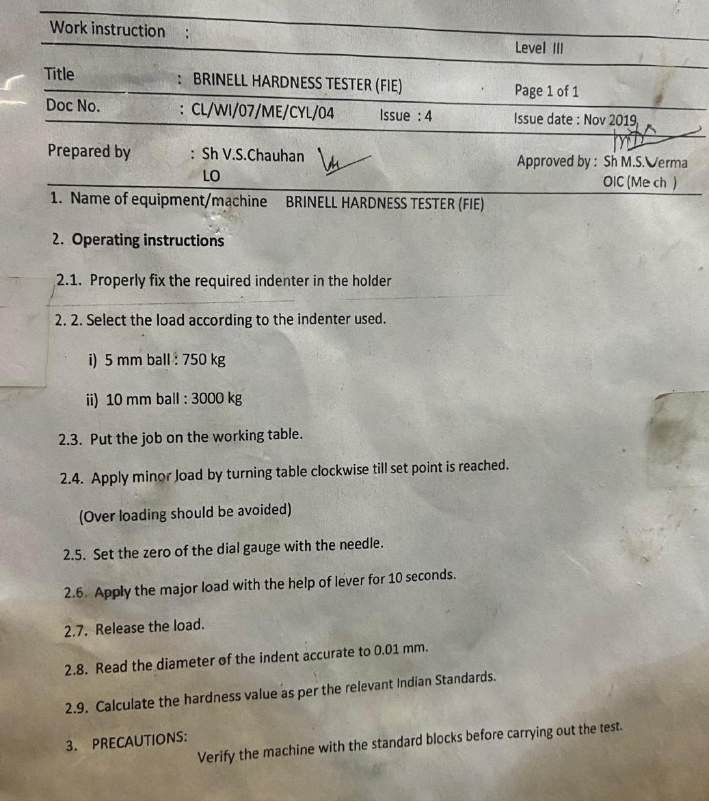 Work instruction :
Level III
Title : BRINELL HARDNESS TESTER (FIE)
Page 1 of 1
Doc No. : CL/WI/07/ME/CYL/04 Issue : 4 Issue date : Nov 2019
Prepared by : Sh V.S.Chauhan
Approved by : Sh M.S.Verma
LO
OIC (Me ch )
1. Name of equipment/machine BRINELL HARDNESS TESTER (FIE)
2. Operating instructions
2.1. Properly fix the required indenter in the holder
2. 2. Select the load according to the indenter used.
i) 5 mm ball : 750 kg
ii) 10 mm ball : 3000 kg
2.3. Put the job on the working table.
2.4. Apply minor load by turning table clockwise till set point is reached.
(Over loading should be avoided)
2.5. Set the zero of the dial gauge with the needle.
2.6. Apply the major load with the help of lever for 10 seconds.
2.7. Release the load.
2.8. Read the diameter of the indent accurate to 0.01 mm.
2.9. Calculate the hardness value as per the relevant Indian Standards.
3. PRECAUTIONS:
Verify the machine with the standard blocks before carrying out the test.